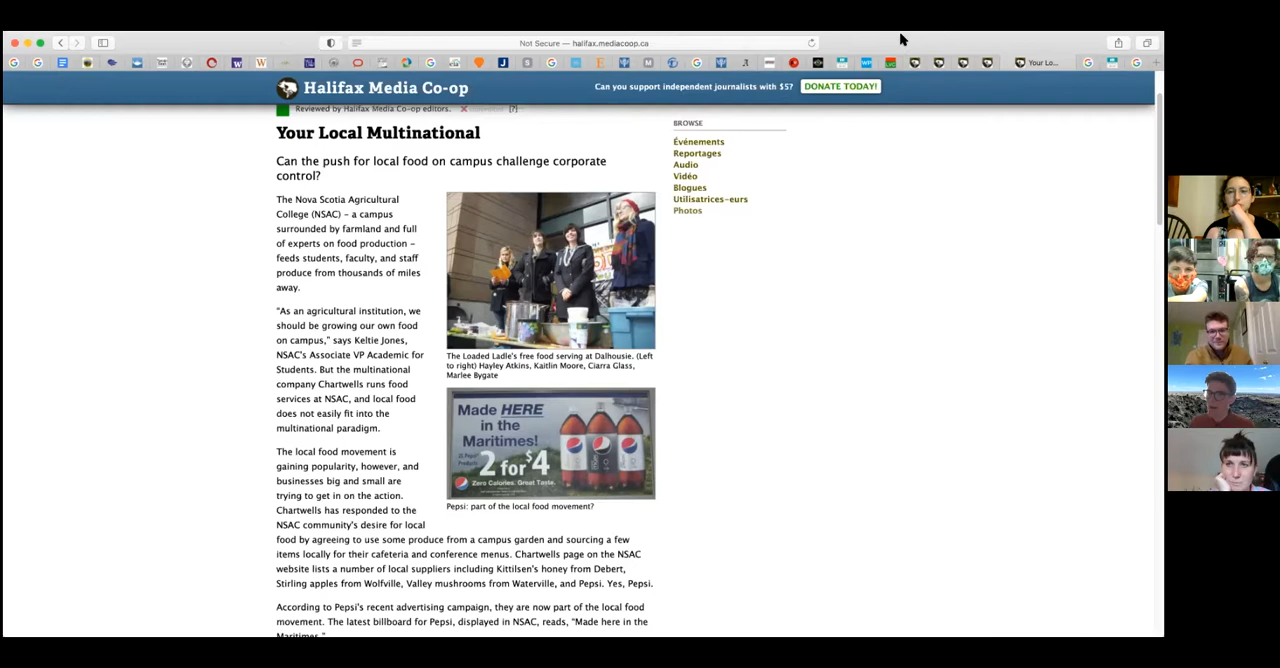 Not Secure — halifax.mediacoop.ca
Your Lo...
Halifax Media Co-op
Can you support independent journalists with $5?
DONATE TODAY!
Reviewed by Halifax Media Co-op editors.
[?]
Your Local Multinational
Can the push for local food on campus challenge corporate
control?
The Nova Scotia Agricultural
College (NSAC) – a campus
surrounded by farmland and full
of experts on food production –
feeds students, faculty, and staff
produce from thousands of miles
away.
“As an agricultural institution, we
should be growing our own food
on campus,” says Keltie Jones,
NSAC's Associate VP Academic for
Students. But the multinational
company Chartwells runs food
services at NSAC, and local food
does not easily fit into the
multinational paradigm.
The local food movement is
gaining popularity, however, and
businesses big and small are
trying to get in on the action.
Chartwells has responded to the
NSAC community's desire for local
food by agreeing to use some produce from a campus garden and sourcing a few
items locally for their cafeteria and conference menus. Chartwells page on the NSAC
website lists a number of local suppliers including Kittilsen's honey from Debert,
Stirling apples from Wolfville, Valley mushrooms from Waterville, and Pepsi. Yes, Pepsi.
According to Pepsi's recent advertising campaign, they are now part of the local food
movement. The latest billboard for Pepsi, displayed in NSAC, reads, “Made here in the
Maritimes.”
The Loaded Ladle's free food serving at Dalhousie. (Left
to right) Hayley Atkins, Kaitlin Moore, Ciarra Glass,
Marlee Bygate
Made HERE
in the
Maritimes!
2 for $4
Zero Calories. Great Taste.
Pepsi: part of the local food movement?
BROWSE
Événements
Reportages
Audio
Vidéo
Blogues
Utilisatrices-eurs
Photos